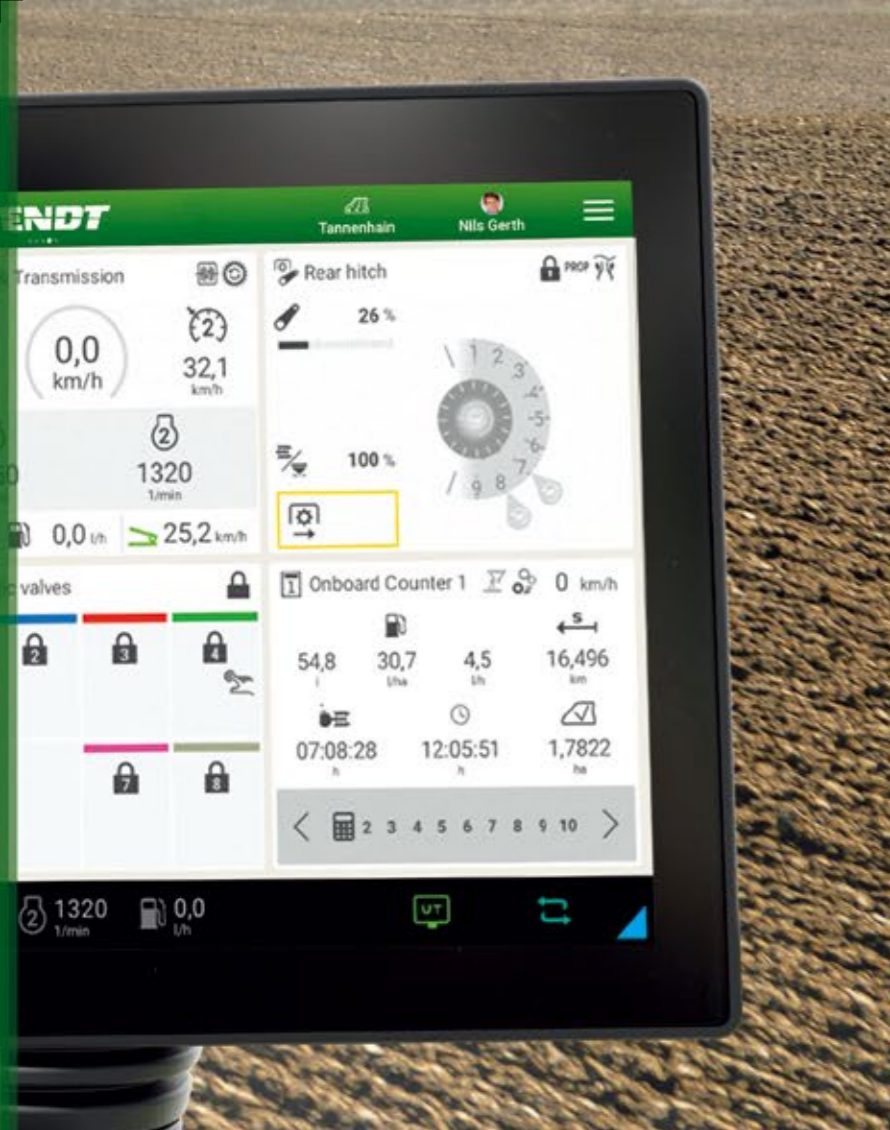 ENDT
Tannenhain
Nils Gerth
Transmission
Rear hitch
PROP
26 %
0,0
km/h
2
32,1
km/h
1
2
3
4
5
6
7
8
9
2
1320
1/min
100 %
0,0 l/h
25,2 km/h
valves
1 Onboard Counter 1
0 km/h
2
3
4
S
54,8
l
30,7
l/ha
4,5
l/h
16,496
km
07:08:28
h
12:05:51
h
1,7822
ha
7
8
2 3 4 5 6 7 8 9 10
2 1320
1/min
0,0
l/h
UT